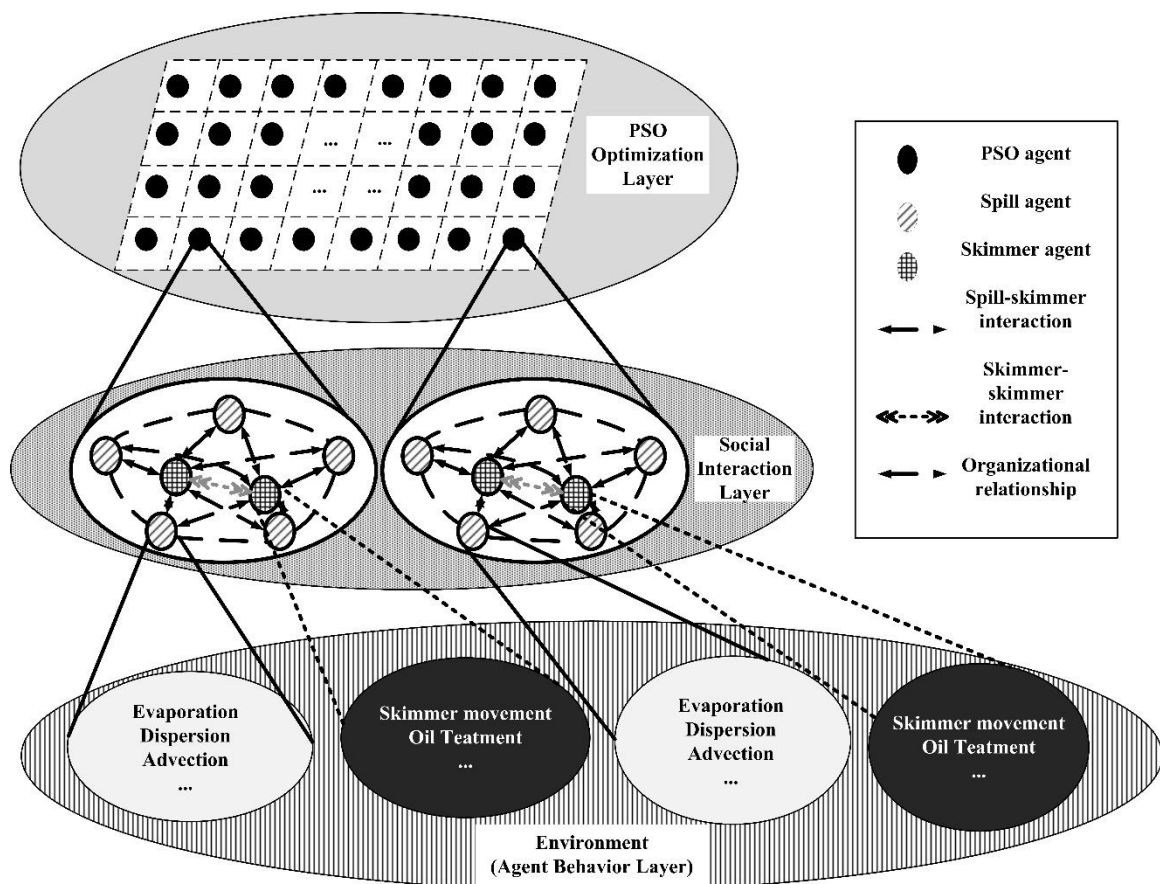 ... ...
PSO
Optimization
Layer
... ...
PSO agent
Spill agent
Skimmer agent
Spill-skimmer
interaction
Skimmer-
skimmer
interaction
Organizational
relationship
Social
Interaction
Layer
Evaporation
Dispersion
Advection
...
Skimmer movement
Oil Teatment
...
Evaporation
Dispersion
Advection
...
Skimmer movement
Oil Teatment
...
Environment
(Agent Behavior Layer)